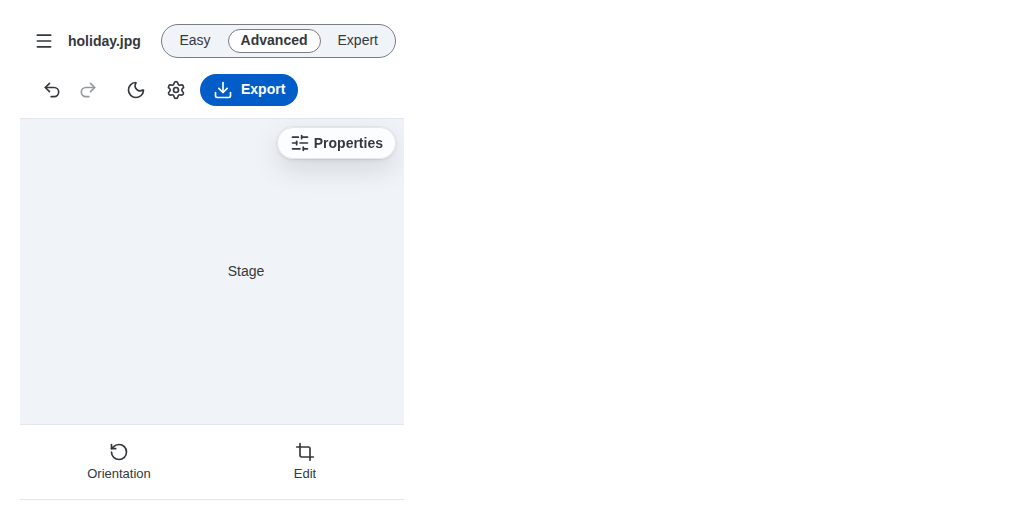 holiday.jpg Easy Advanced Expert
Export
Properties
Stage
Orientation Edit